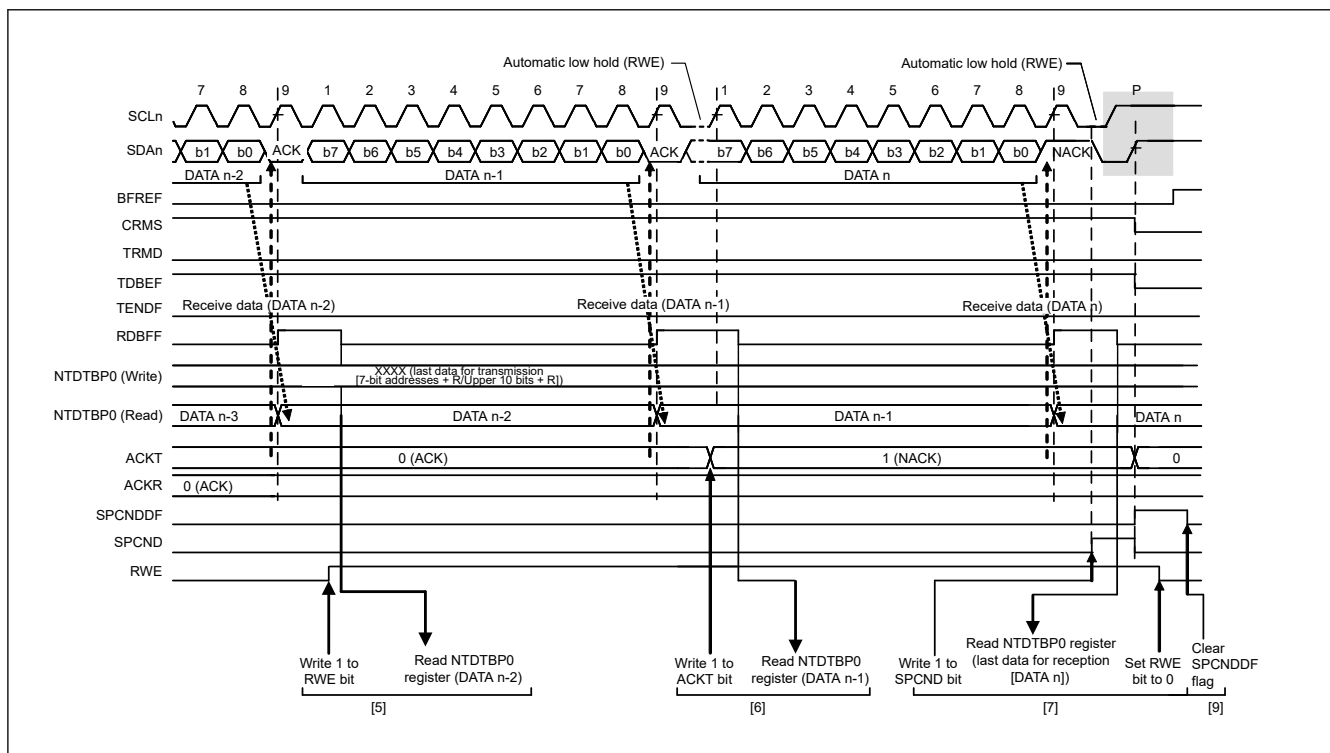 Automatic low hold (RWE) Automatic low hold (RWE)
7 8 9 1 2 3 4 5 6 7 8 9 1 2 3 4 5 6 7 8 9 P
SCLn
SDAn b1 b0 ACK b7 b6 b5 b4 b3 b2 b1 b0 ACK b7 b6 b5 b4 b3 b2 b1 b0 NACK
DATA n-2 DATA n-1 DATA n
BFREF
CRMS
TRMD
TDBEF
TENDF Receive data (DATA n-2) Receive data (DATA n-1) Receive data (DATA n)
RDBFF
NTDTBP0 (Write) XXXX (last data for transmission
[7-bit addresses + R/Upper 10 bits + R])
NTDTBP0 (Read) DATA n-3 DATA n-2 DATA n-1 DATA n
ACKT 0 (ACK) 1 (NACK) 0
ACKR 0 (ACK)
SPCNDDF
SPCND
RWE
Write 1 to
RWE bit
Read NTDTBP0
register (DATA n-2)
Write 1 to
ACKT bit
Read NTDTBP0
register (DATA n-1)
Write 1 to
SPCND bit
Read NTDTBP0 register
(last data for reception
[DATA n])
Set RWE
bit to 0
Clear
SPCNDDF
flag
[5] [6] [7] [9]